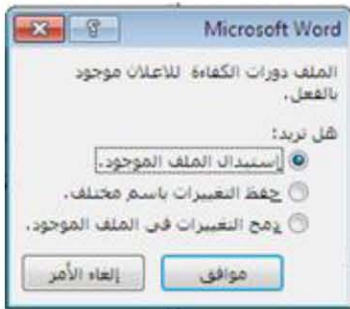 Microsoft Word
الملف دورات الكفاءة للاعلان موجود
بالفعل.
هل تريد:
إستبدال الملف الموجود.
حفظ التغييرات باسم مختلف.
دمج التغييرات في الملف الموجود.
موافق
إلغاء الأمر